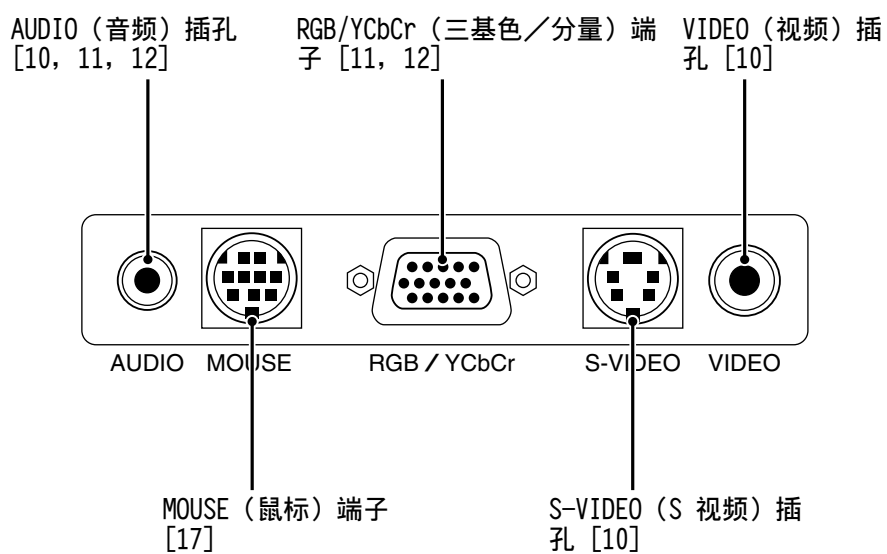 AUDIO（音频）插孔
[10，11，12]
RGB/YCbCr（三基色／分量）端
子 [11，12]
VIDEO（视频）插
孔 [10]
AUDIO
MOUSE
RGB / YCbCr
S-VIDEO
VIDEO
MOUSE（鼠标）端子
[17]
S-VIDEO（S 视频）插
孔 [10]